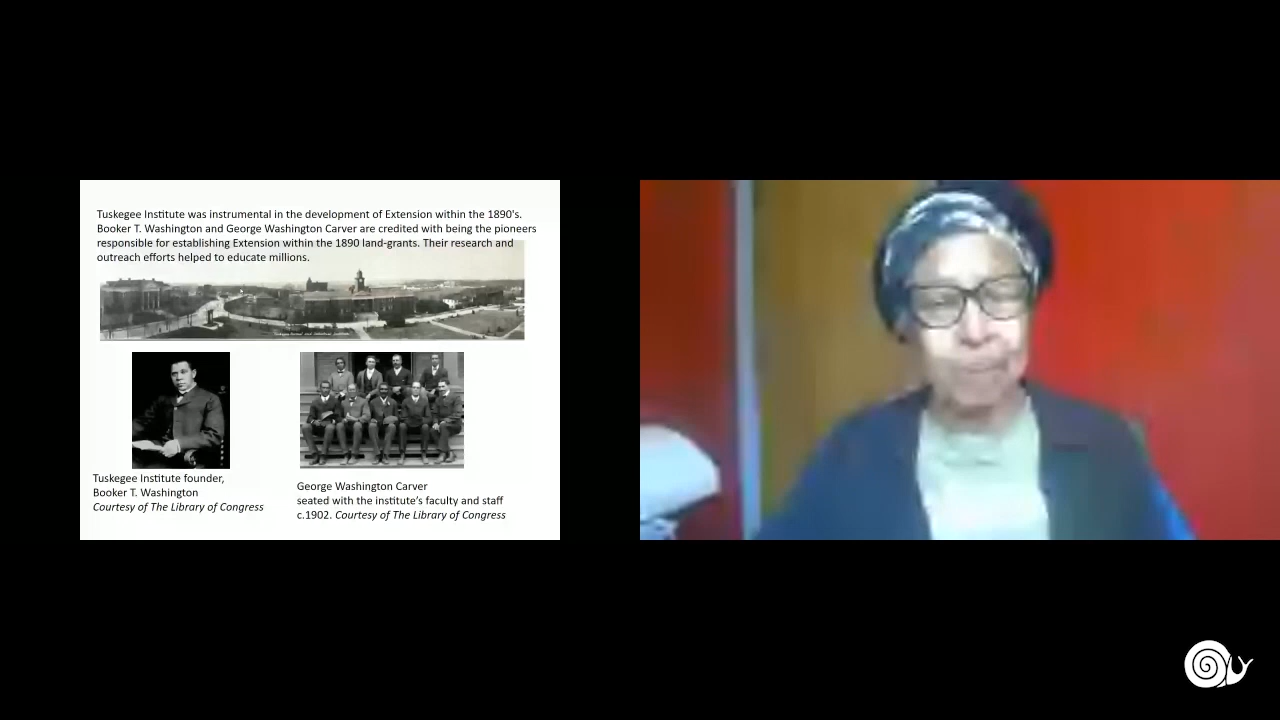 Tuskegee Institute was instrumental in the development of Extension within the 1890's.
Booker T. Washington and George Washington Carver are credited with being the pioneers
responsible for establishing Extension within the 1890 land-grants. Their research and
outreach efforts helped to educate millions.
Tuskegee Institute founder,
Booker T. Washington
Courtesy of The Library of Congress
George Washington Carver
seated with the institute's faculty and staff
c.1902. Courtesy of The Library of Congress